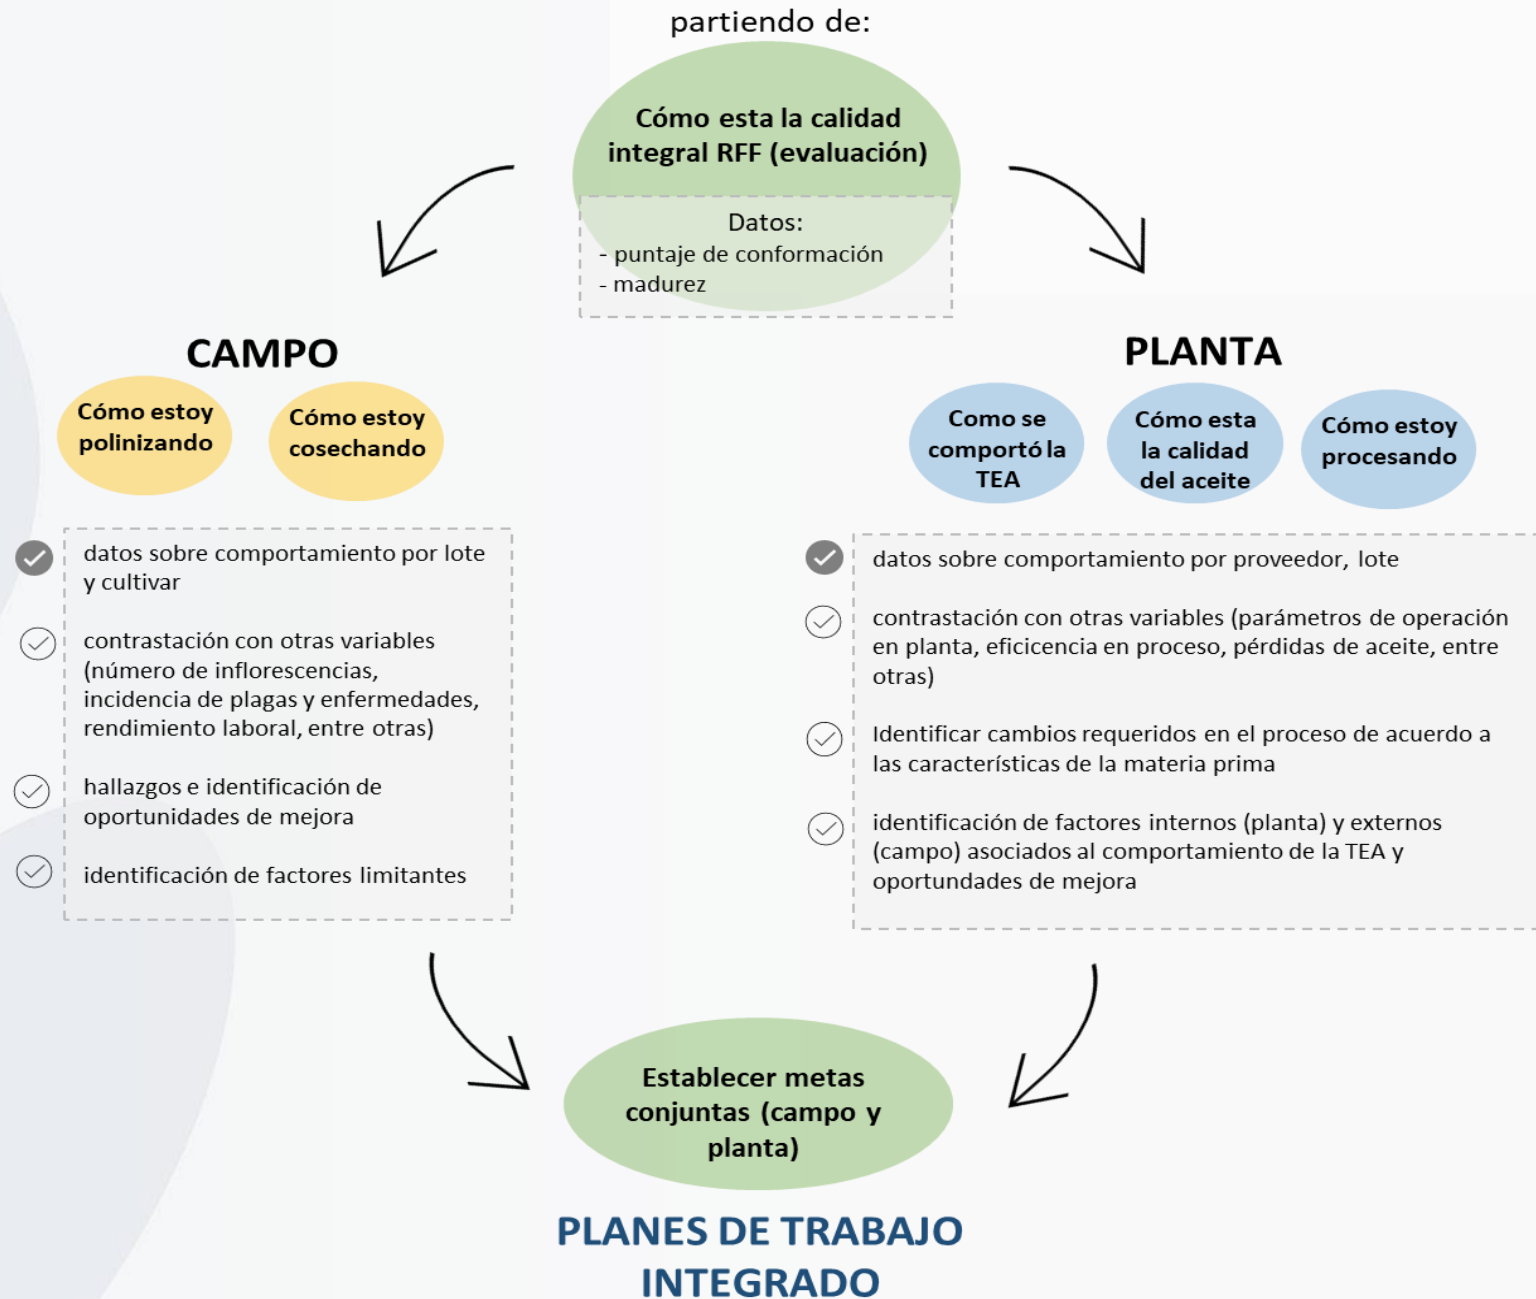 partiendo de:
Cómo esta la calidad
integral RFF (evaluación)
Datos:
- puntaje de conformación
- madurez
CAMPO
Cómo estoy
polinizando
Cómo estoy
cosechando
datos sobre comportamiento por lote
y cultivar
contrastación con otras variables
(número de inflorescencias,
incidencia de plagas y enfermedades,
rendimiento laboral, entre otras)
hallazgos e identificación de
oportunidades de mejora
identificación de factores limitantes
PLANTA
Como se
comportó la
TEA
Cómo esta
la calidad
del aceite
Cómo estoy
procesando
datos sobre comportamiento por proveedor, lote
contrastación con otras variables (parámetros de operación
en planta, eficicencia en proceso, pérdidas de aceite, entre
otras)
Identificar cambios requeridos en el proceso de acuerdo a
las características de la materia prima
identificación de factores internos (planta) y externos
(campo) asociados al comportamiento de la TEA y
oportundades de mejora
Establecer metas
conjuntas (campo y
planta)
PLANES DE TRABAJO
INTEGRADO